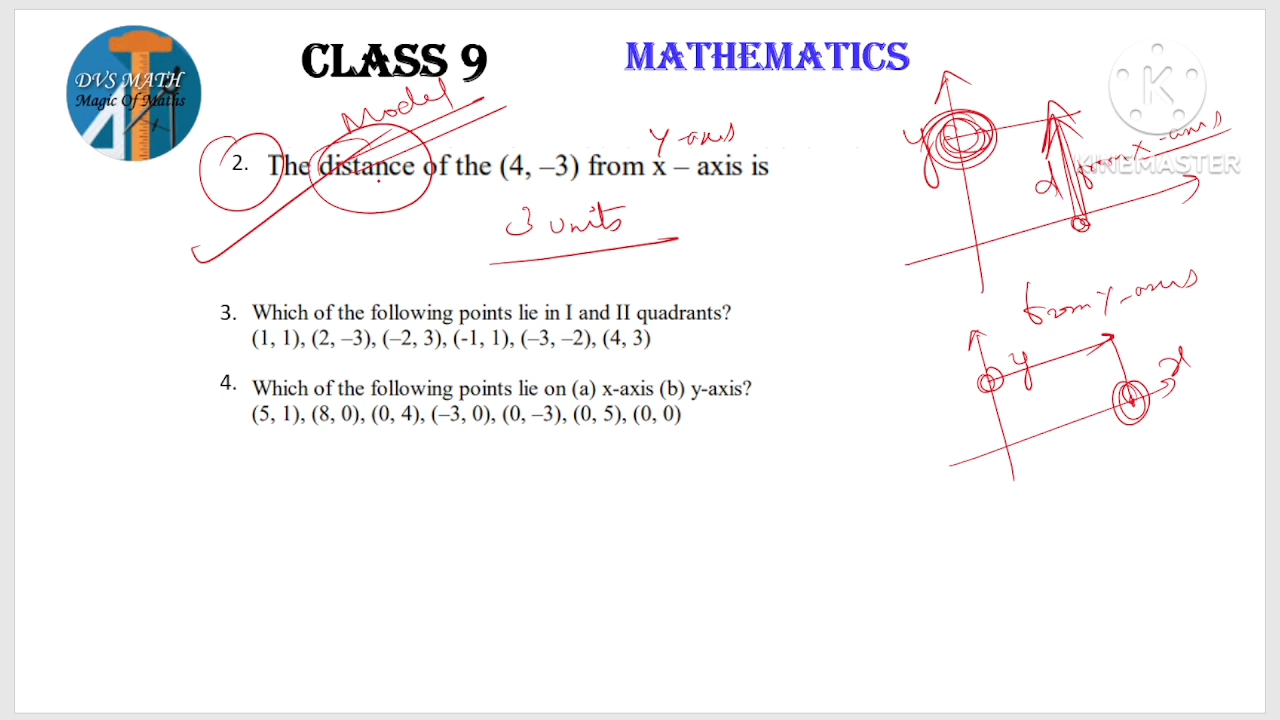 DVS MATH
Magic Of Maths
CLASS 9
MATHEMATICS
Model
y-axis
2. The distance of the (4, –3) from x – axis is
3 units
y
d
from x-axis
KINEMASTER
K
3. Which of the following points lie in I and II quadrants?
(1, 1), (2, –3), (–2, 3), (-1, 1), (–3, –2), (4, 3)
from y-axis
y
x
4. Which of the following points lie on (a) x-axis (b) y-axis?
(5, 1), (8, 0), (0, 4), (–3, 0), (0, –3), (0, 5), (0, 0)